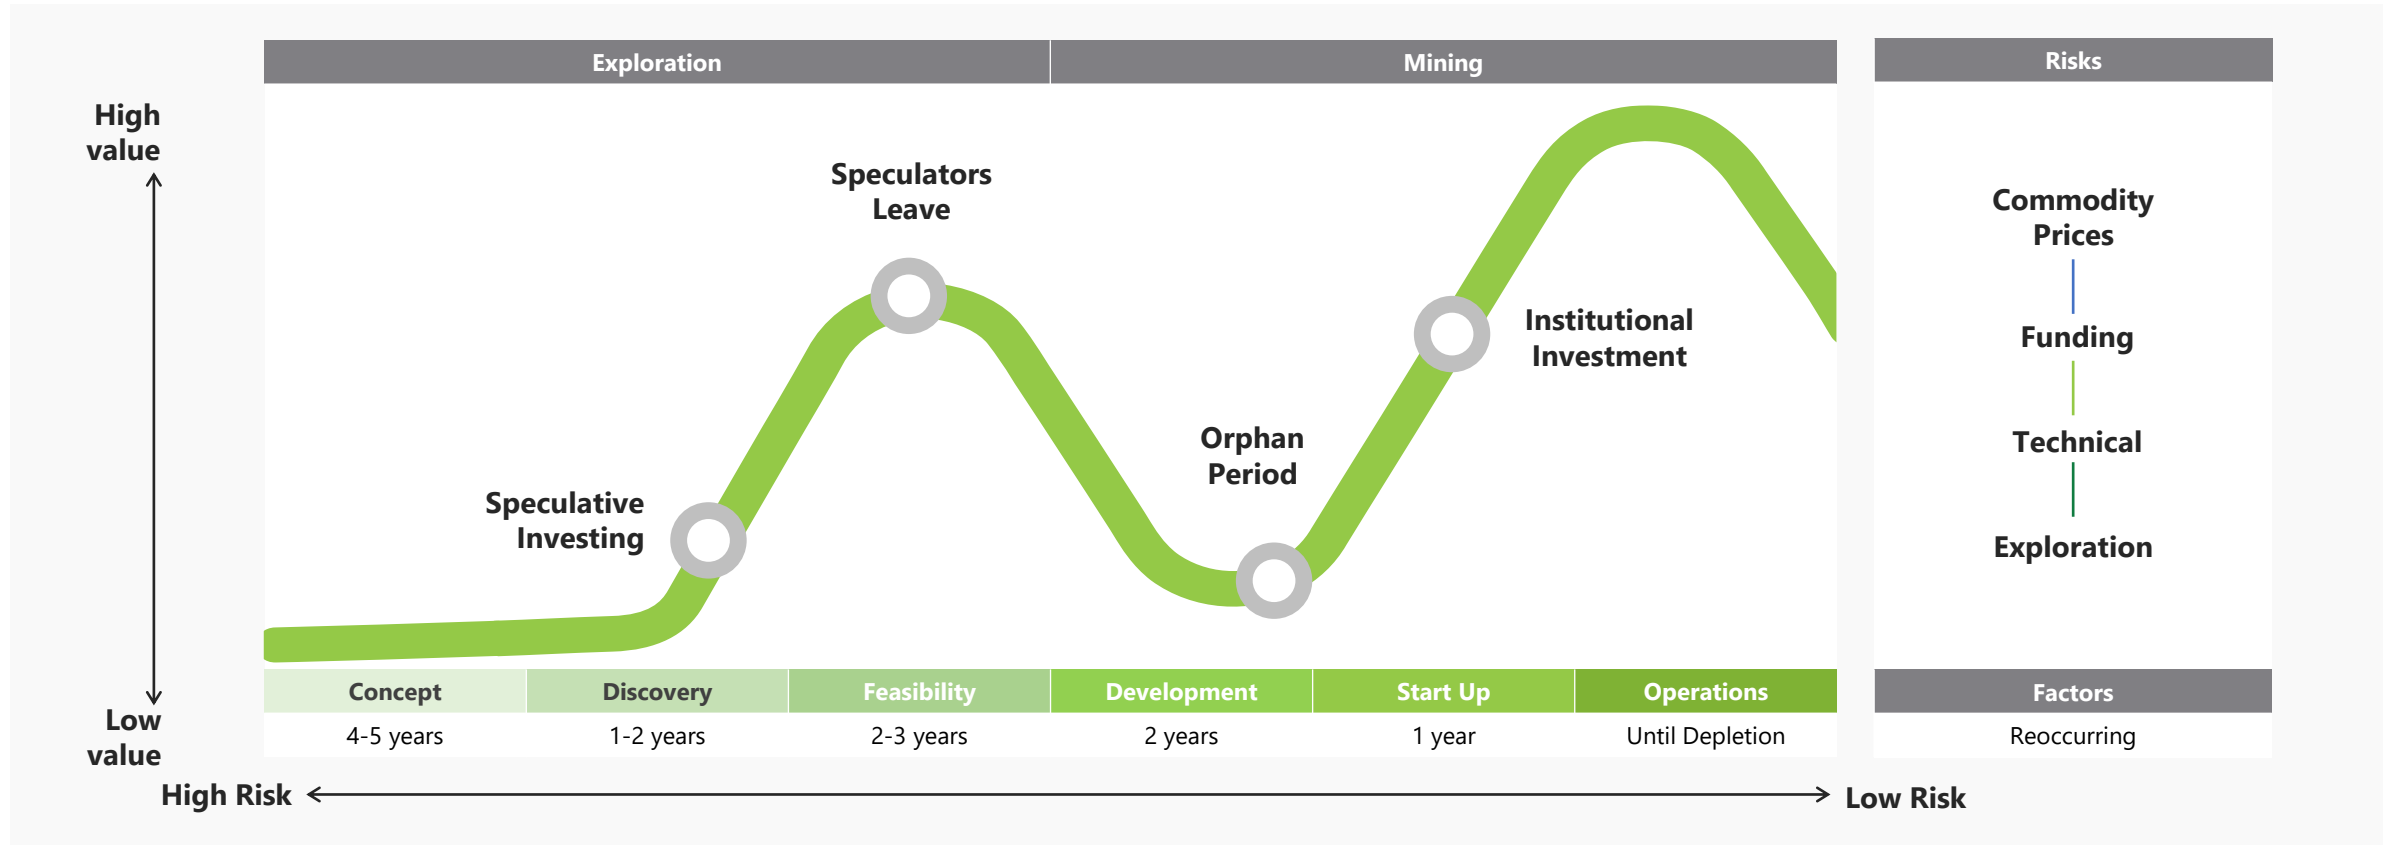 Exploration
Mining
Risks
High
value
Speculators
Leave
Commodity
Prices
Institutional
Investment
Funding
Orphan
Period
Technical
Speculative
Investing
Exploration
Concept
Discovery
Feasibility
Development
Start Up
Operations
Factors
Low
value
4-5 years
1-2 years
2-3 years
2 years
1 year
Until Depletion
Reoccurring
High Risk
Low Risk